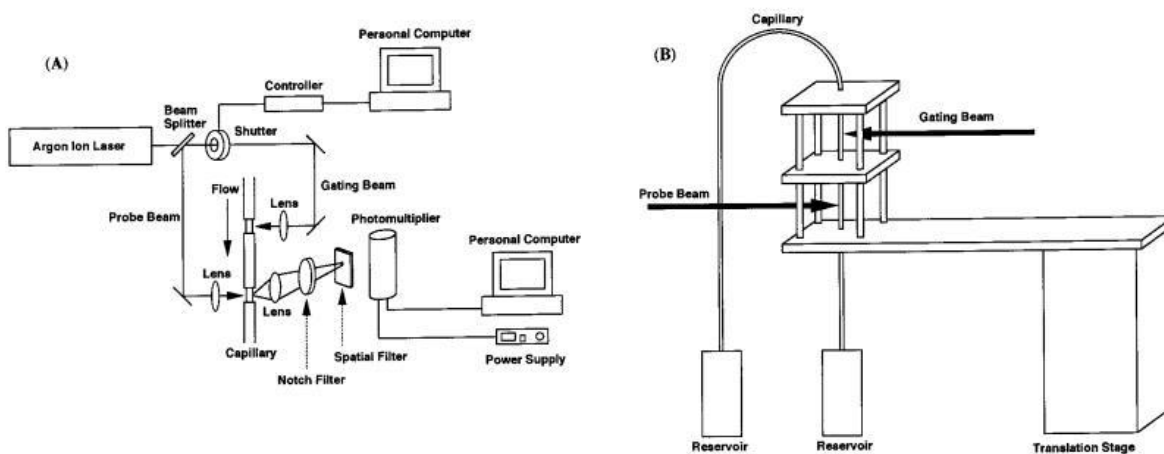 (A)
Personal Computer
Controller
Beam
Splitter
Shutter
Argon Ion Laser
Flow
Gating Beam
Probe Beam
Lens
Photomultiplier
Personal Computer
Lens
Lens
Capillary
Spatial Filter
Notch Filter
Power Supply
Capillary
(B)
Gating Beam
Probe Beam
Reservoir
Reservoir
Translation Stage